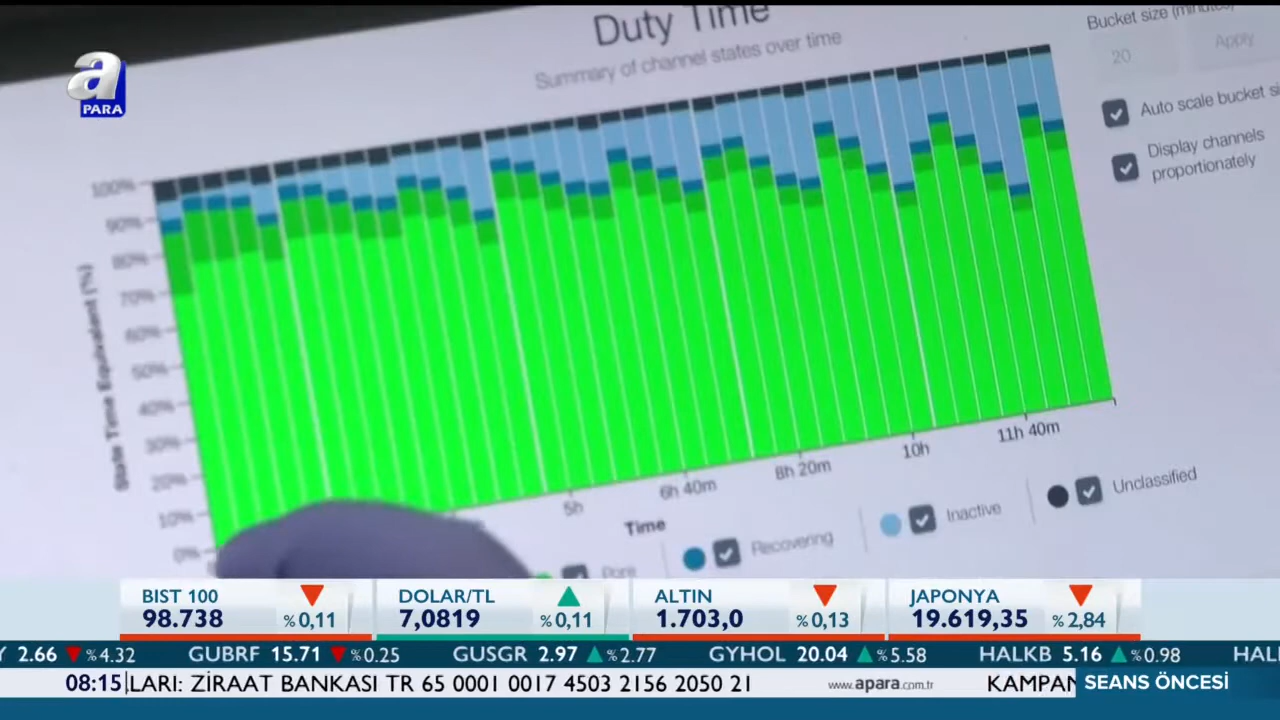 Duty Time
Summary of channel states over time
Bucket size (minutes)
20
Apply
Auto scale bucket
Display channels
proportionately
a
PARA
100%
90%
80%
70%
60%
50%
40%
30%
20%
10%
0%
State Time Equivalent (%)
5h
6h 40m
8h 20m
10h
11h 40m
Time
Pore
Recovering
Inactive
Unclassified
BIST 100
98.738
%0,11
DOLAR/TL
7,0819
%0,11
ALTIN
1.703,0
%0,13
JAPONYA
19.619,35
%2,84
Y 2.66 %4.32 GUBRF 15.71 %0.25 GUSGR 2.97 %2.77 GYHOL 20.04 %5.58 HALKB 5.16 %0.98 HAL
08:15 LARI: ZİRAAT BANKASI TR 65 0001 0017 4503 2156 2050 21 www.apara.com.tr KAMPAN SEANS ÖNCESİ